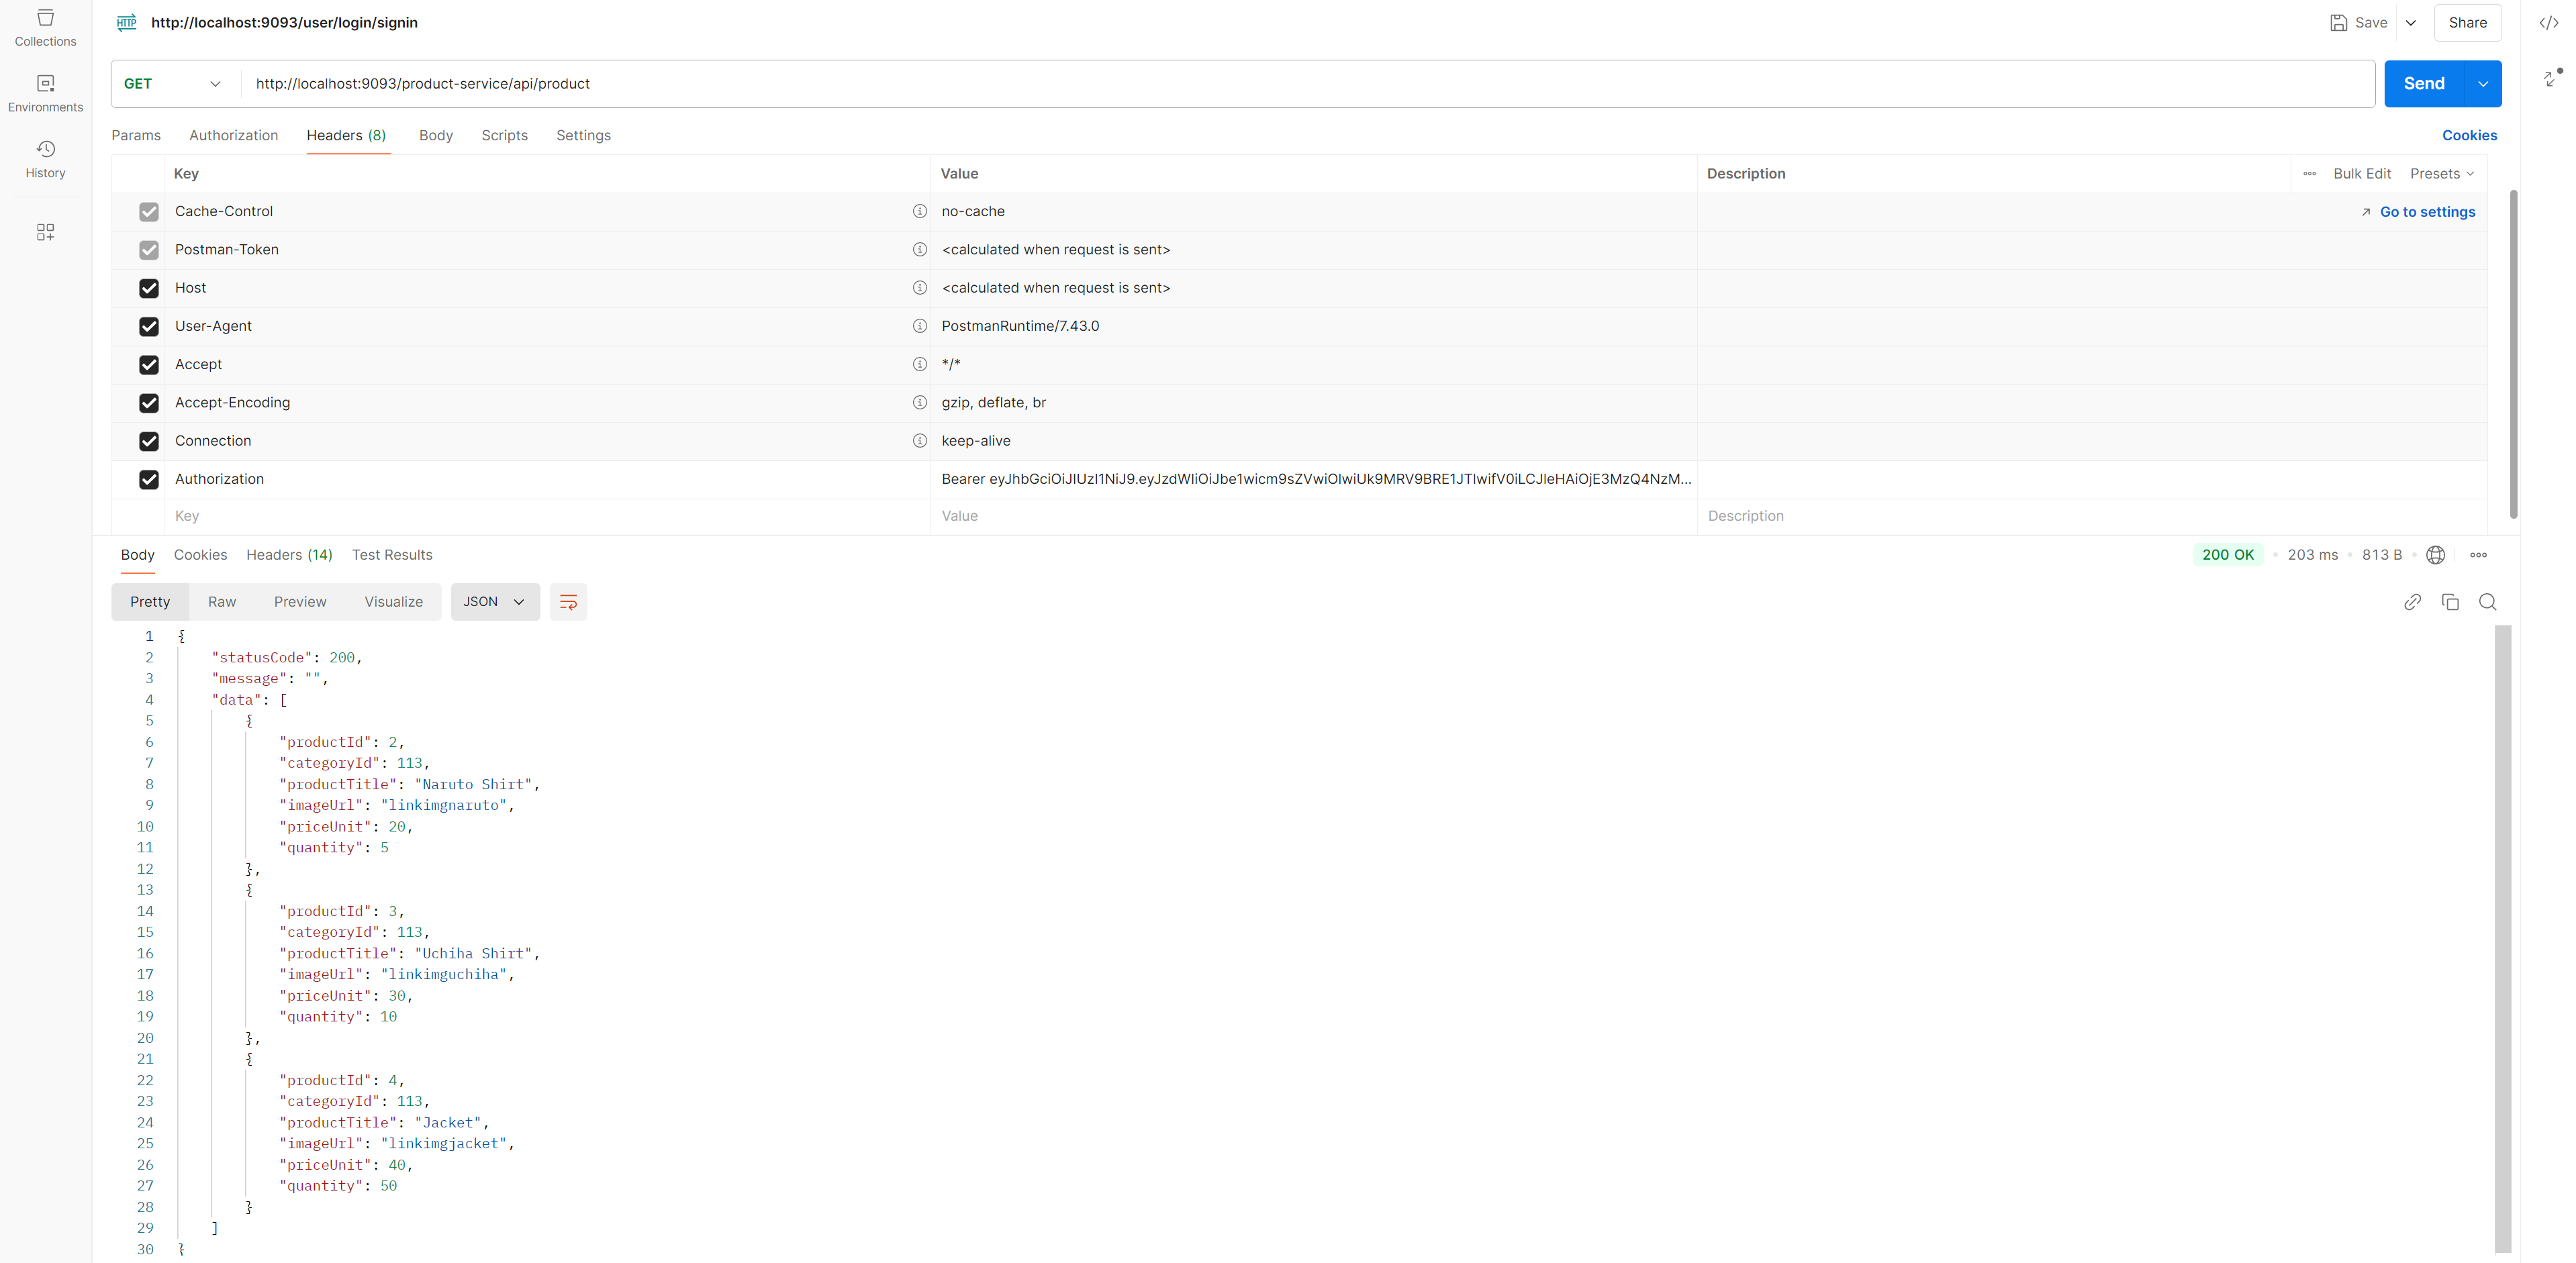 Collections
Environments
History
HTTP
http://localhost:9093/user/login/signin
Save
Share
GET
http://localhost:9093/product-service/api/product
Send
Params Authorization Headers (8) Body Scripts Settings
Cookies
Key Value Description Bulk Edit Presets
Cache-Control no-cache Go to settings
Postman-Token <calculated when request is sent>
Host <calculated when request is sent>
User-Agent PostmanRuntime/7.43.0
Accept */*
Accept-Encoding gzip, deflate, br
Connection keep-alive
Authorization Bearer eyJhbGciOiJIUzI1NiJ9.eyJzdWIiOiJbe1wicm9sZVwiOlwiUk9MRV9BRE1JTlwifV0iLCJleHAiOjE3MzQ4NzM...
Key Value Description
Body Cookies Headers (14) Test Results
200 OK 203 ms 813 B
Pretty Raw Preview Visualize JSON
1 {
2 "statusCode": 200,
3 "message": "",
4 "data": [
5 {
6 "productId": 2,
7 "categoryId": 113,
8 "productTitle": "Naruto Shirt",
9 "imageUrl": "linkimgnaruto",
10 "priceUnit": 20,
11 "quantity": 5
12 },
13 {
14 "productId": 3,
15 "categoryId": 113,
16 "productTitle": "Uchiha Shirt",
17 "imageUrl": "linkimguchiha",
18 "priceUnit": 30,
19 "quantity": 10
20 },
21 {
22 "productId": 4,
23 "categoryId": 113,
24 "productTitle": "Jacket",
25 "imageUrl": "linkimgjacket",
26 "priceUnit": 40,
27 "quantity": 50
28 }
29 ]
30 }